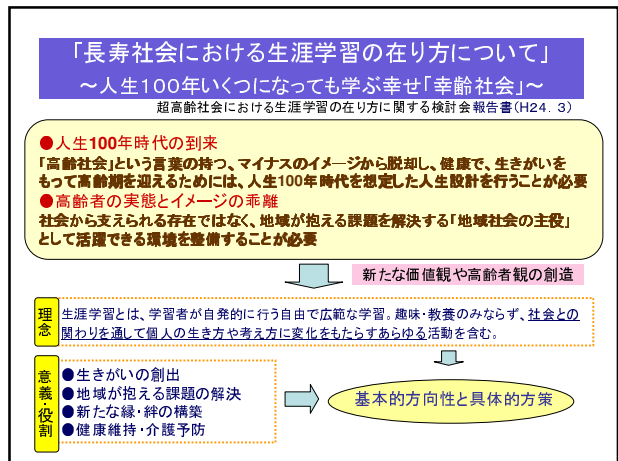 「長寿社会における生涯学習の在り方について」
～人生１００年いくつになっても学ぶ幸せ「幸齢社会」～
超高齢社会における生涯学習の在り方に関する検討会報告書（H24．３）
●人生100年時代の到来
「高齢社会」という言葉の持つ、マイナスのイメージから脱却し、健康で、生きがいを
もって高齢期を迎えるためには、人生100年時代を想定した人生設計を行うことが必要
●高齢者の実態とイメージの乖離
社会から支えられる存在ではなく、地域が抱える課題を解決する「地域社会の主役」
として活躍できる環境を整備することが必要
新たな価値観や高齢者観の創造
理念
生涯学習とは、学習者が自発的に行う自由で広範な学習。趣味・教養のみならず、社会との
関わりを通して個人の生き方や考え方に変化をもたらすあらゆる活動を含む。
意義・役割
●生きがいの創出
●地域が抱える課題の解決
●新たな縁・絆の構築
●健康維持・介護予防
基本的方向性と具体的方策